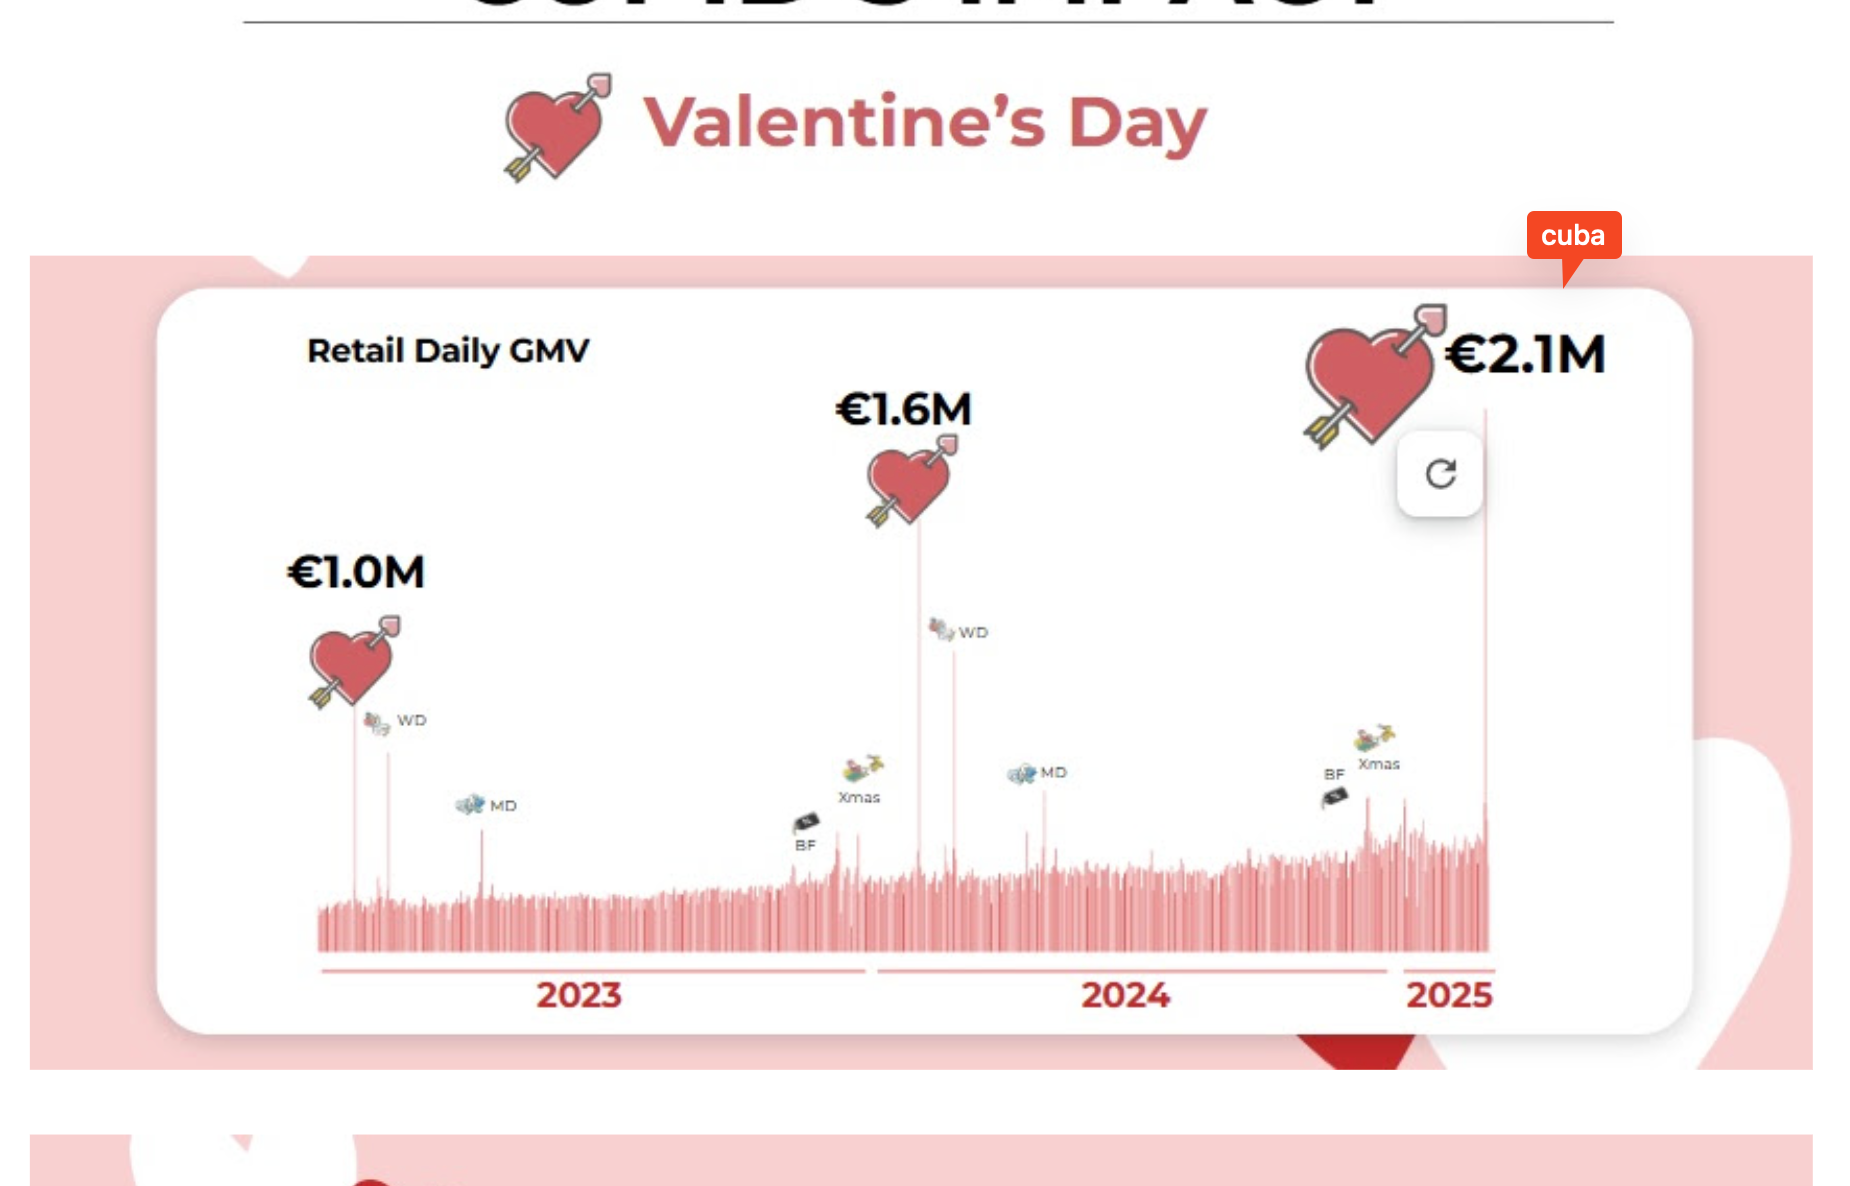 Valentine's Day
cuba
Retail Daily GMV
€2.1M
€1.6M
€1.0M
WD
WD
MD
BF
Xmas
MD
BF
Xmas
2023
2024
2025